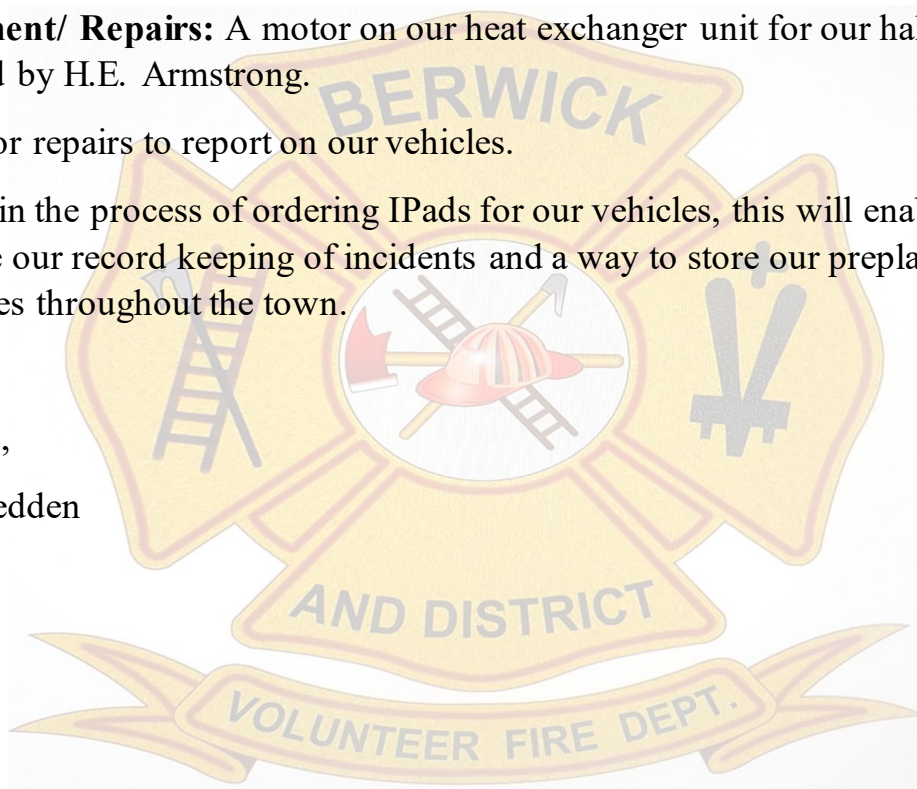 ent/ Repairs: A motor on our heat exchanger unit for our hal
d by H.E. Armstrong.
or repairs to report on our vehicles.
in the process of ordering IPads for our vehicles, this will enab
e our record keeping of incidents and a way to store our prepla
es throughout the town.
,
edden
BERWICK
AND DISTRICT
VOLUNTEER FIRE DEPT.